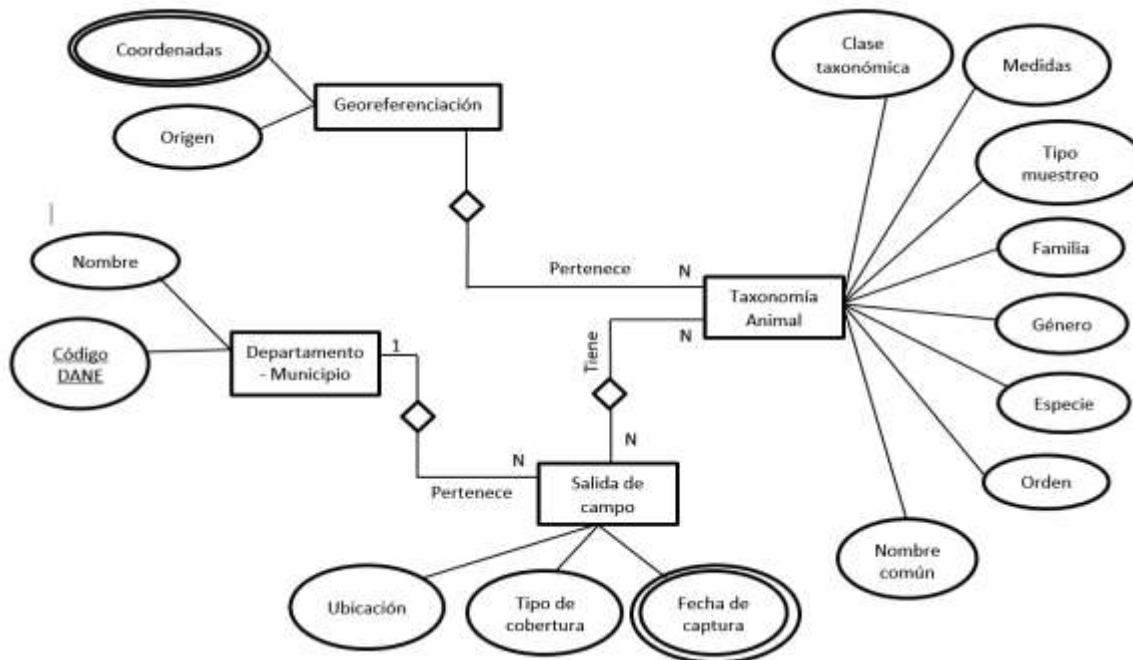 Coordenadas
Origen
Georeferenciación
Clase
taxonómica
Medidas
Tipo
muestreo
Familia
Género
Especie
Orden
Nombre
común
Pertenece
N
Taxonomía
Animal
N
Tiene
N
Nombre
Código
DANE
Departamento
- Municipio
1
N
Pertenece
Salida de
campo
Ubicación
Tipo de
cobertura
Fecha de
captura